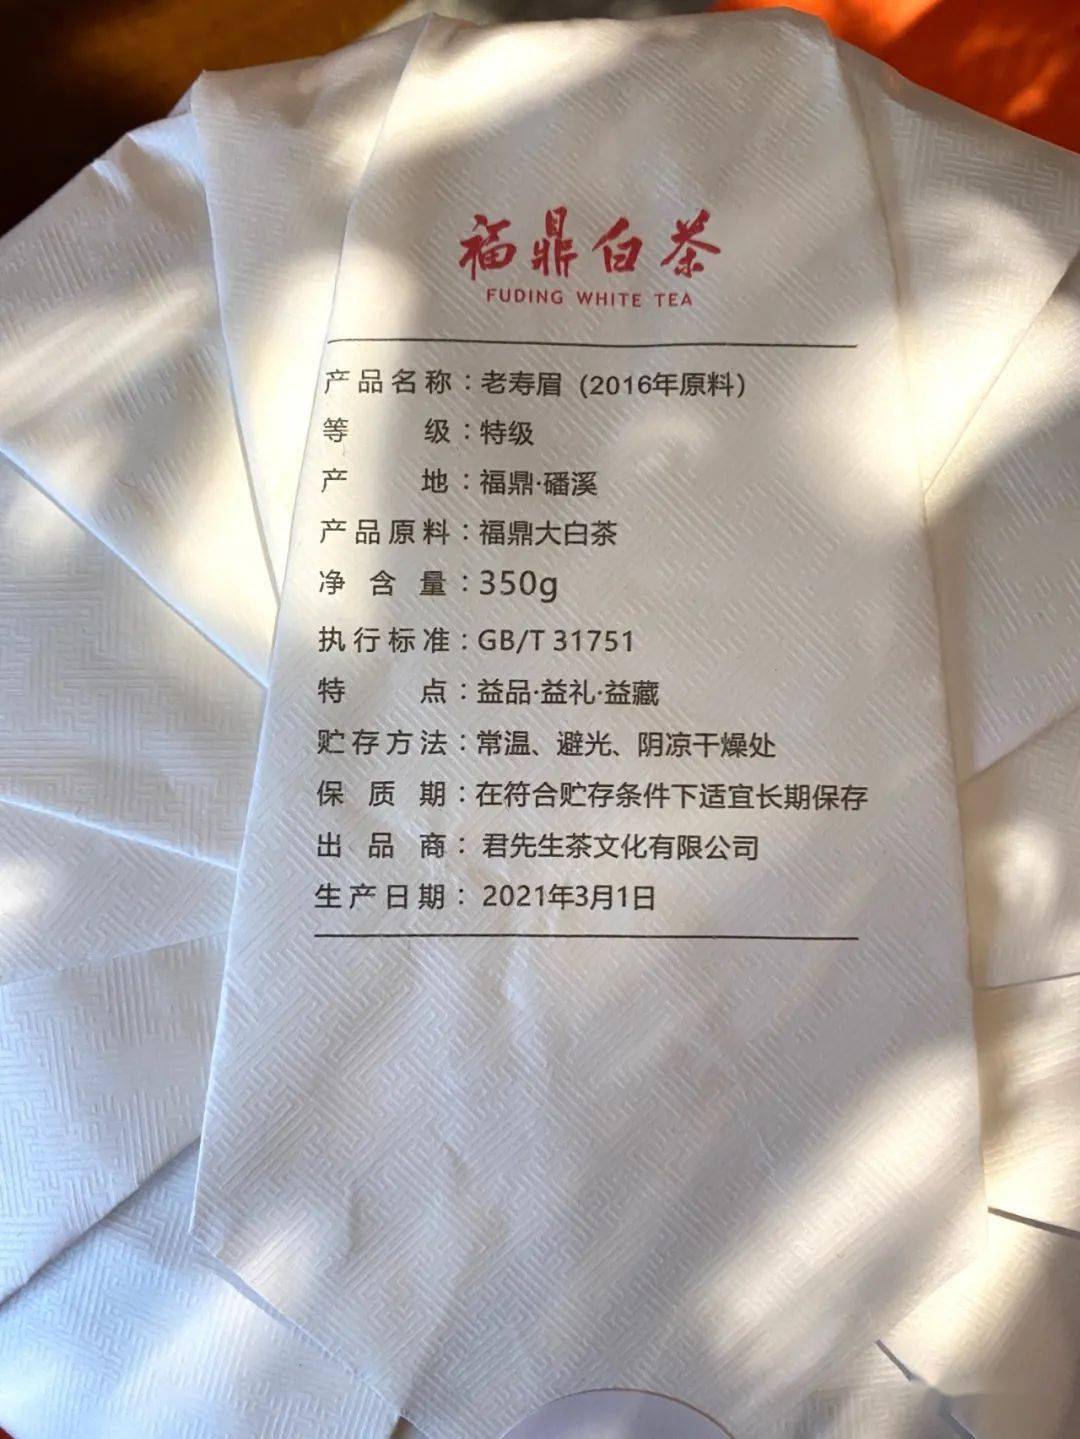 福鼎白茶
FUDING WHITE TEA
产品名称：老寿眉（2016年原料）
等级：特级
产地：福鼎·磻溪
产品原料：福鼎大白茶
净含量：350g
执行标准：GB/T 31751
特点：益品·益礼·益藏
贮存方法：常温、避光、阴凉干燥处
保质期：在符合贮存条件下适宜长期保存
出品商：君先生茶文化有限公司
生产日期：2021年3月1日